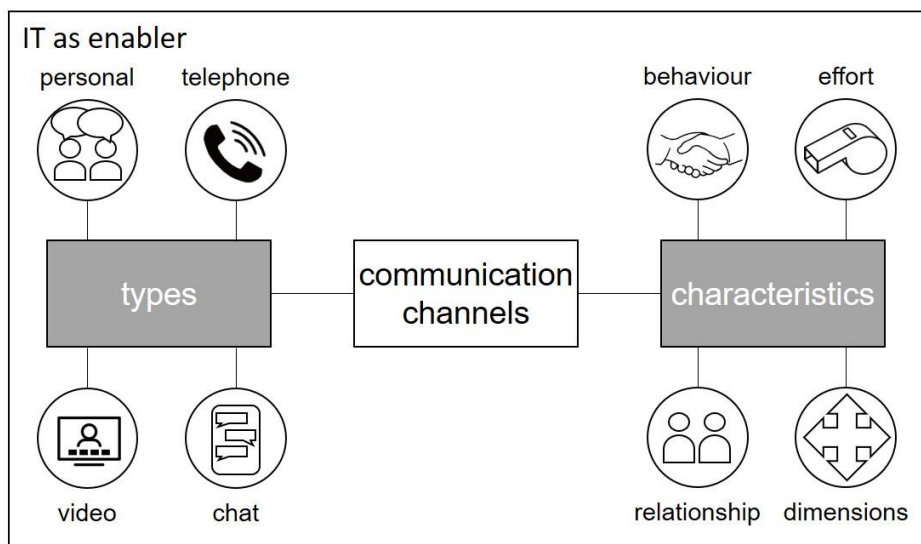 IT as enabler
personal telephone behaviour effort
types communication channels characteristics
video chat relationship dimensions